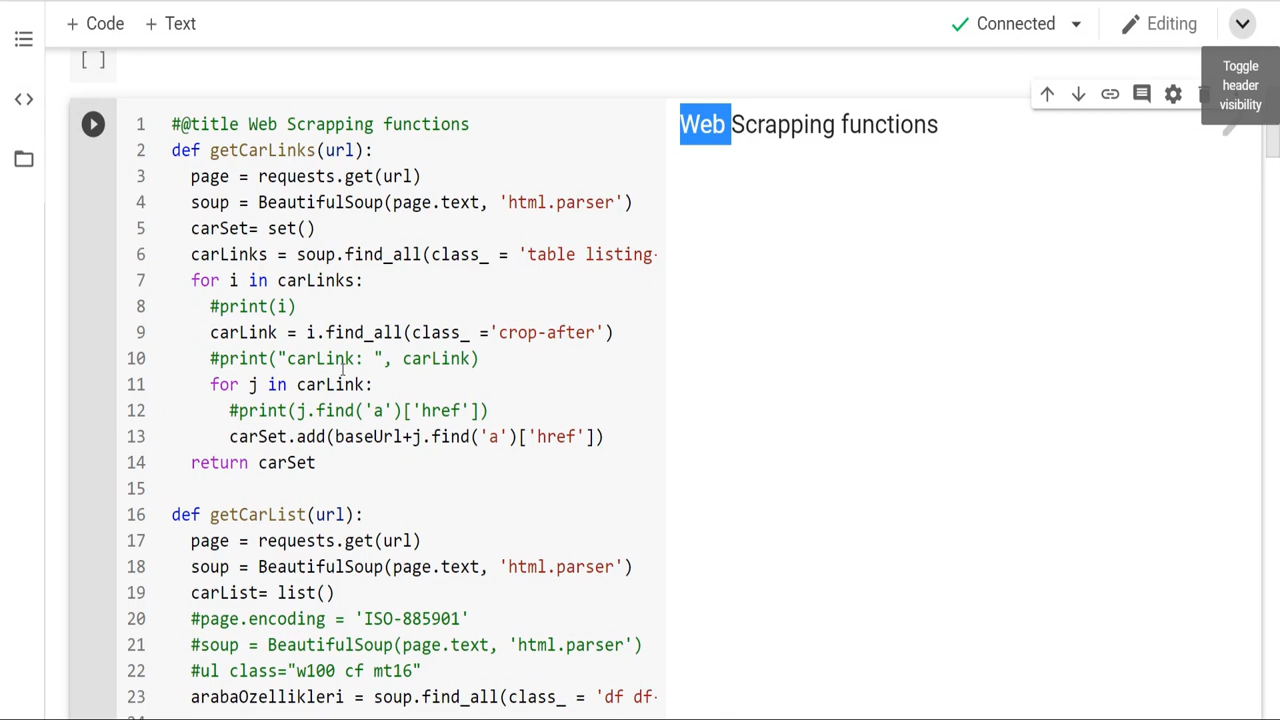 + Code + Text
Connected
Editing
Toggle header visibility
[ ]
1 #@title Web Scrapping functions
2 def getCarLinks(url):
3 page = requests.get(url)
4 soup = BeautifulSoup(page.text, 'html.parser')
5 carSet= set()
6 carLinks = soup.find_all(class_ = 'table listing-
7 for i in carLinks:
8 #print(i)
9 carLink = i.find_all(class_ ='crop-after')
10 #print("carLink: ", carLink)
11 for j in carLink:
12 #print(j.find('a')['href'])
13 carSet.add(baseUrl+j.find('a')['href'])
14 return carSet
15
16 def getCarList(url):
17 page = requests.get(url)
18 soup = BeautifulSoup(page.text, 'html.parser')
19 carList= list()
20 #page.encoding = 'ISO-885901'
21 #soup = BeautifulSoup(page.text, 'html.parser')
22 #ul class="w100 cf mt16"
23 arabaOzellikleri = soup.find_all(class_ = 'df df-
Web Scrapping functions